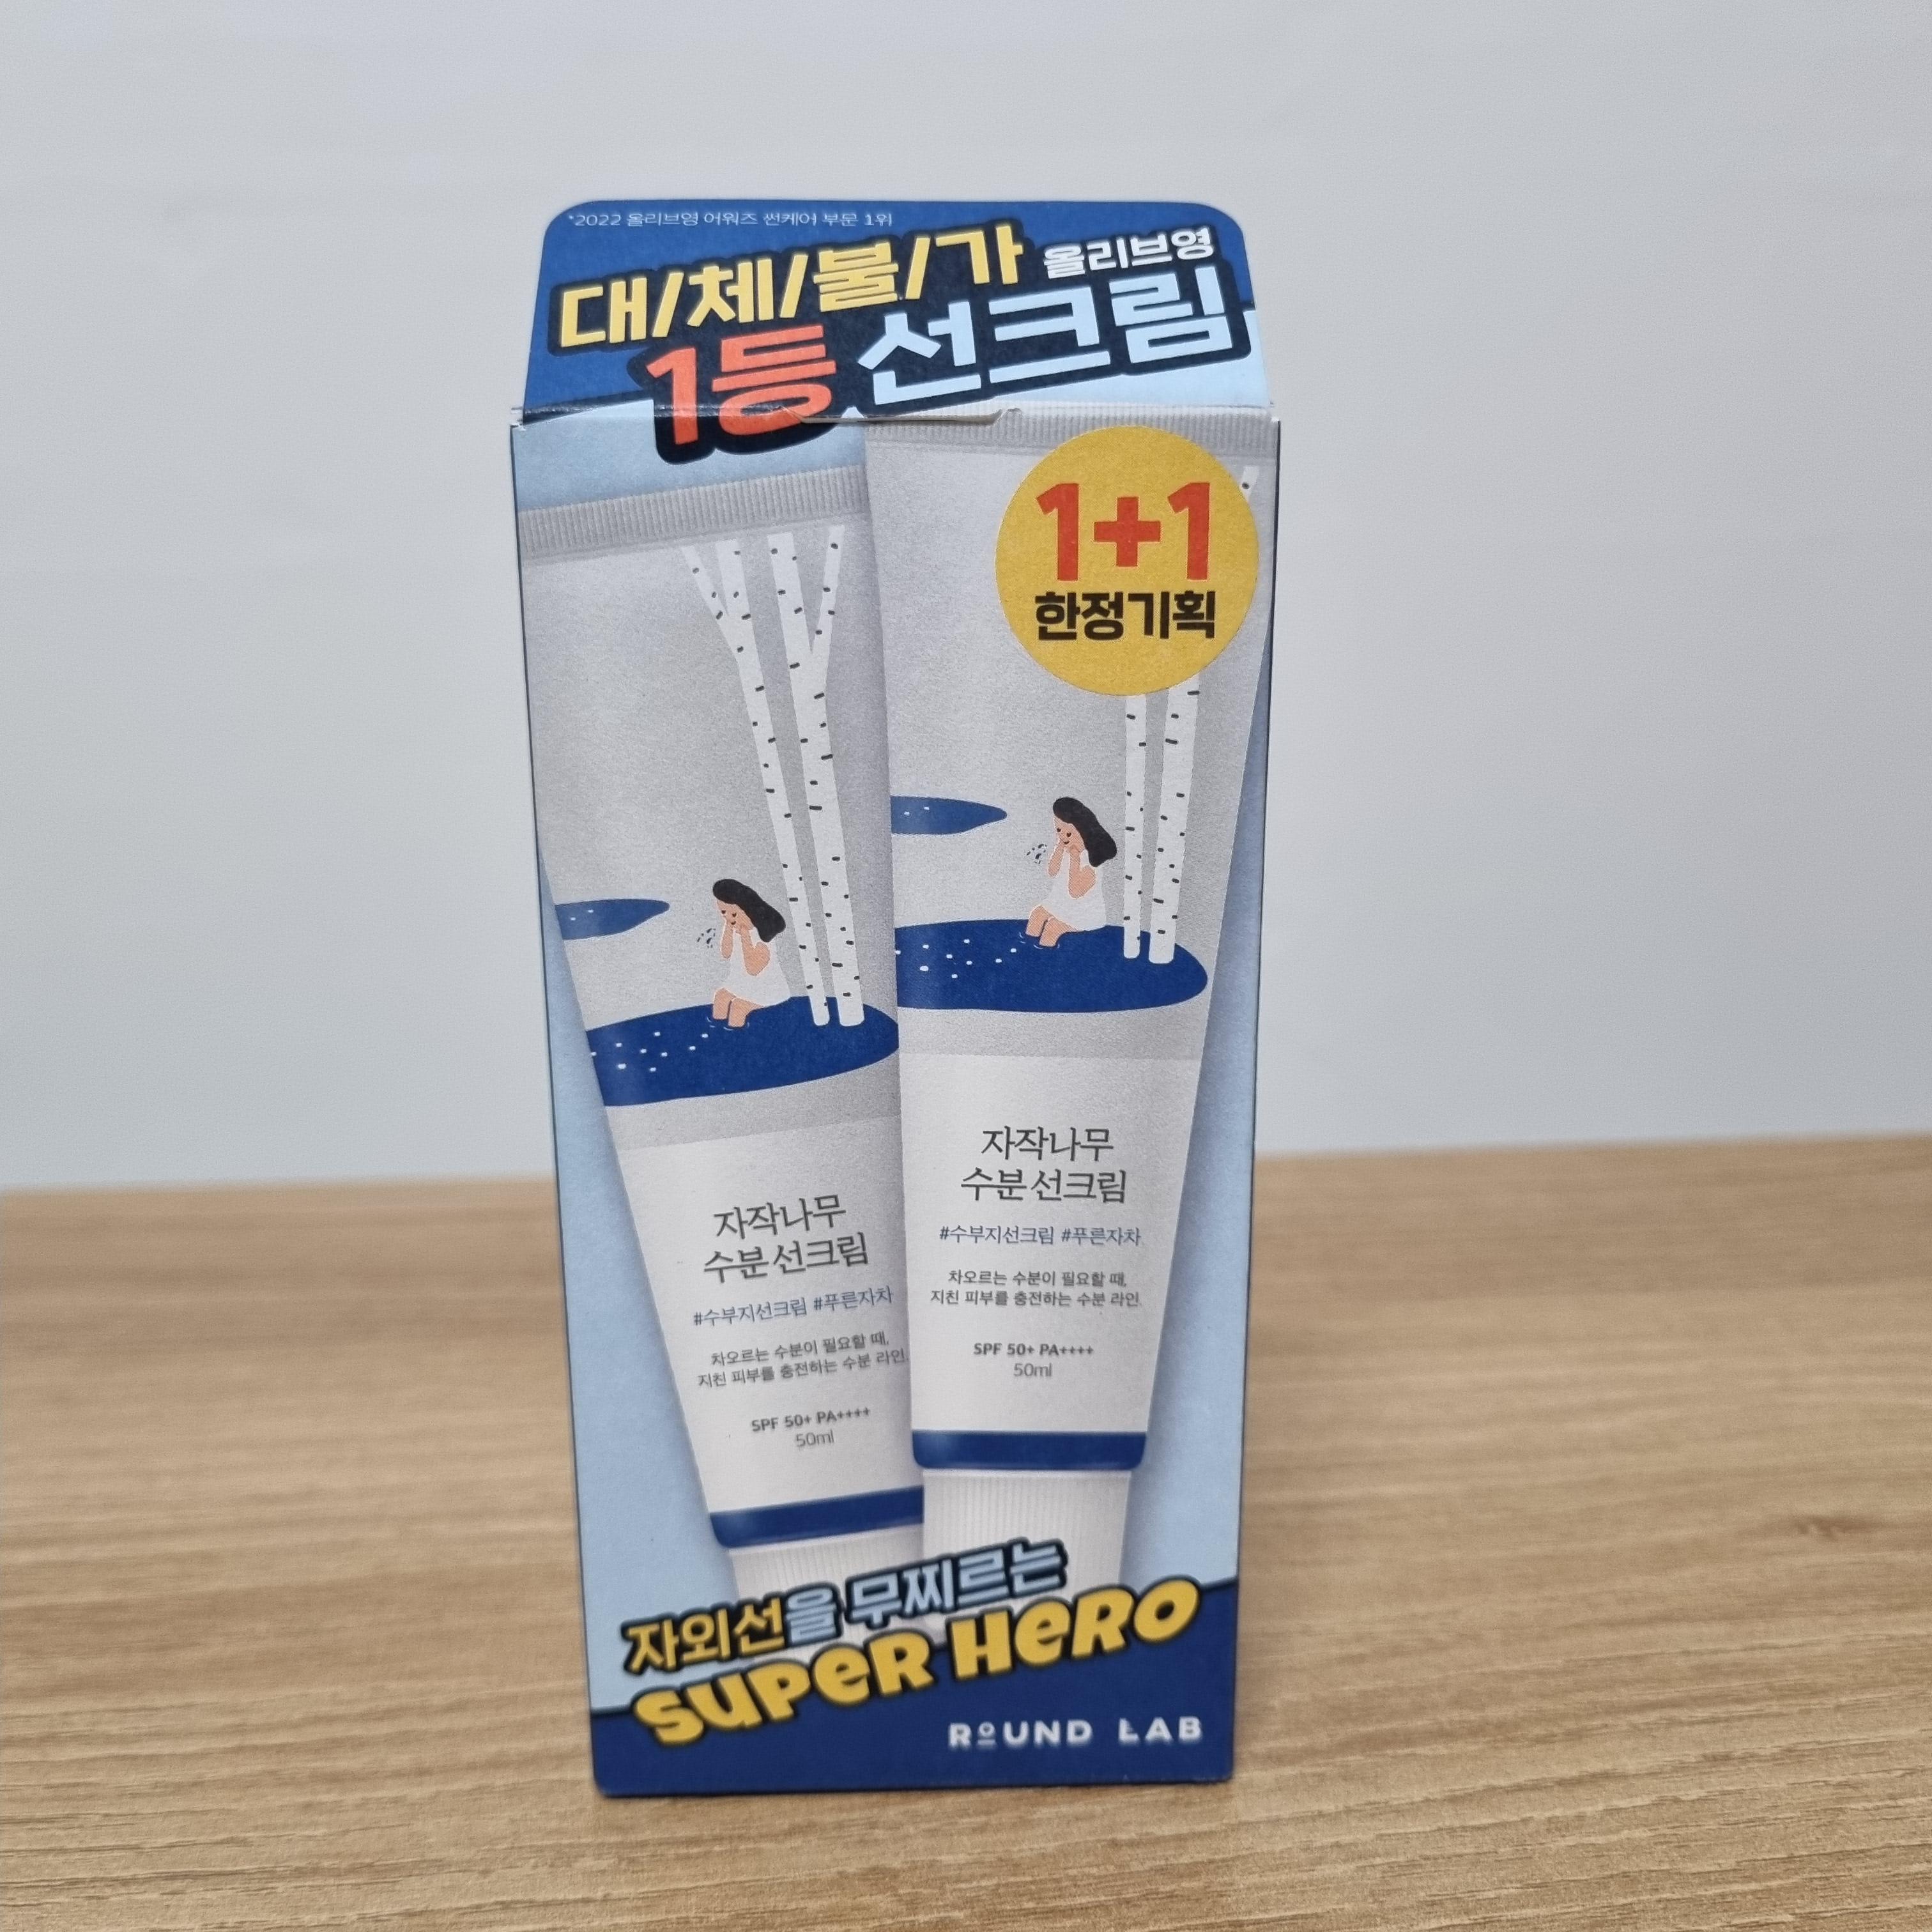 *2022 올리브영 어워즈 썬케어 부문 1위
대/체/불/가 올리브영
1등 선크림
1+1
한정기획
자작나무
수분 선크림
#수부지선크림 #푸른자차
차오르는 수분이 필요할 때,
지친 피부를 충전하는 수분 라인.
SPF 50+ PA++++
50ml
자작나무
수분 선크림
#수부지선크림 #푸른자차
차오르는 수분이 필요할 때,
지친 피부를 충전하는 수분 라인.
SPF 50+ PA++++
50ml
자외선을 무찌르는
SUPER HERO
ROUND LAB